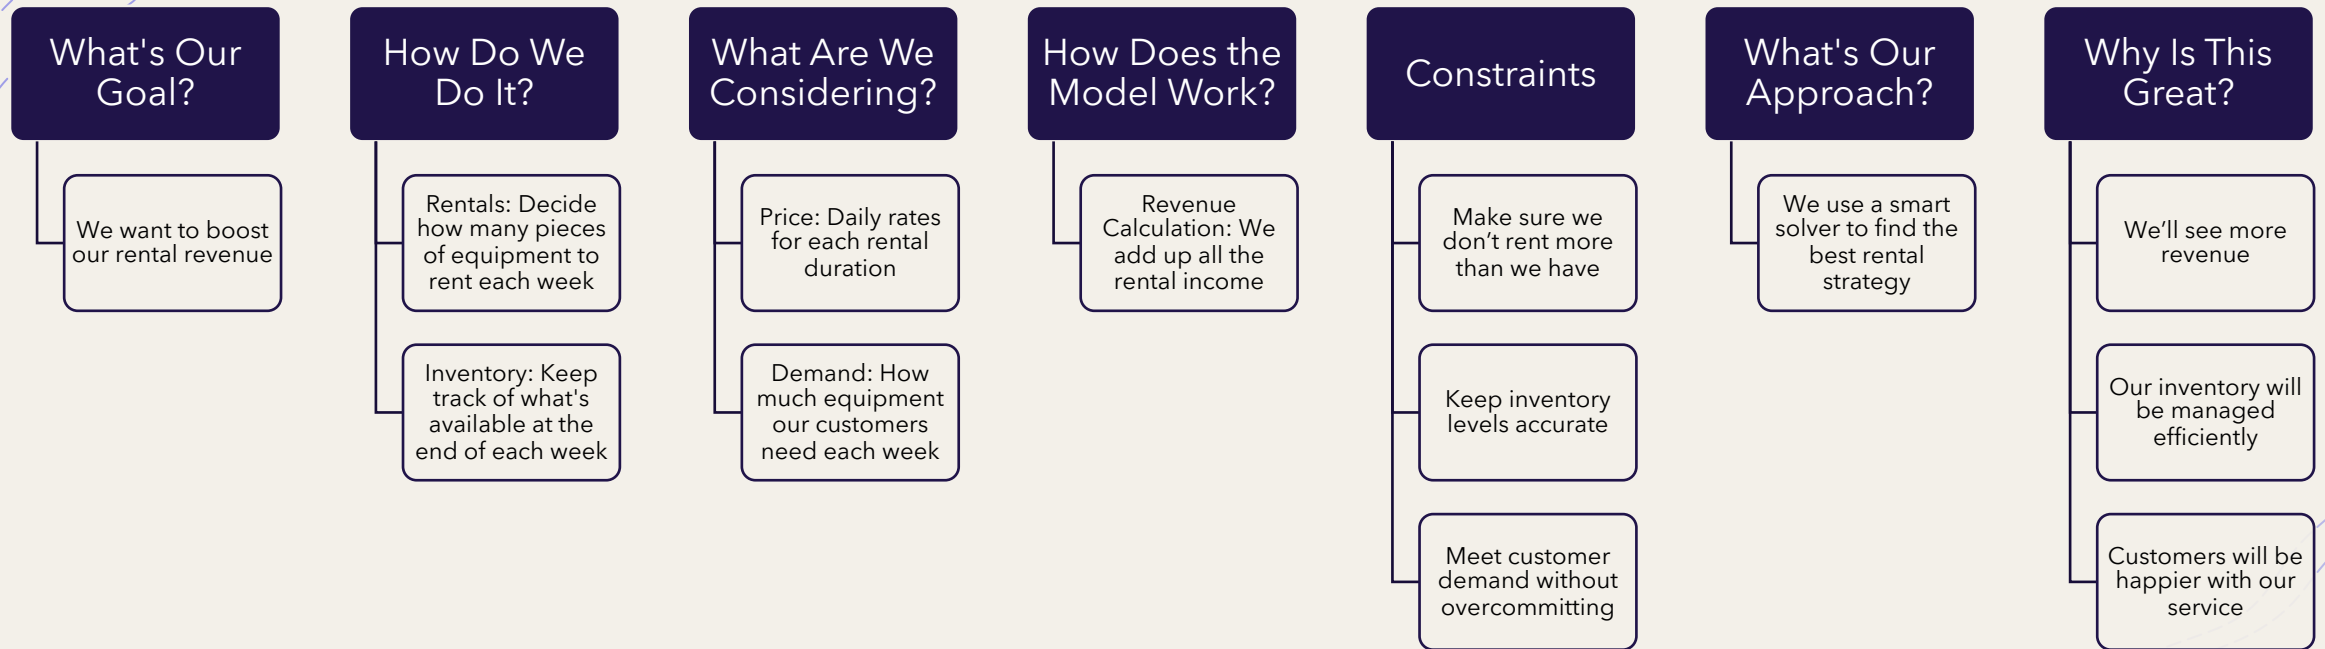 What's Our
Goal?
We want to boost
our rental revenue
How Do We
Do It?
Rentals: Decide
how many pieces
of equipment to
rent each week
Inventory: Keep
track of what's
available at the
end of each week
What Are We
Considering?
Price: Daily rates
for each rental
duration
Demand: How
much equipment
our customers
need each week
How Does the
Model Work?
Revenue
Calculation: We
add up all the
rental income
Constraints
Make sure we
don’t rent more
than we have
Keep inventory
levels accurate
Meet customer
demand without
overcommitting
What's Our
Approach?
We use a smart
solver to find the
best rental
strategy
Why Is This
Great?
We’ll see more
revenue
Our inventory will
be managed
efficiently
Customers will be
happier with our
service